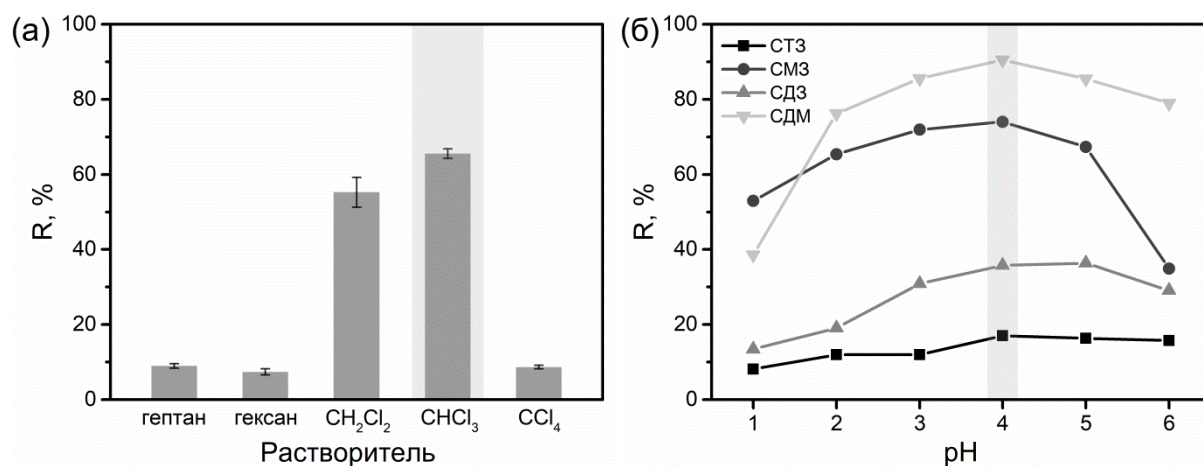 (а)
100
80
60
40
20
0
R, %
гептан гексан CH₂Cl₂ CHCl₃ CCl₄
Растворитель
(б)
100
80
60
40
20
0
R, %
СТЗ
СМЗ
СДЗ
СДМ
1 2 3 4 5 6
pH